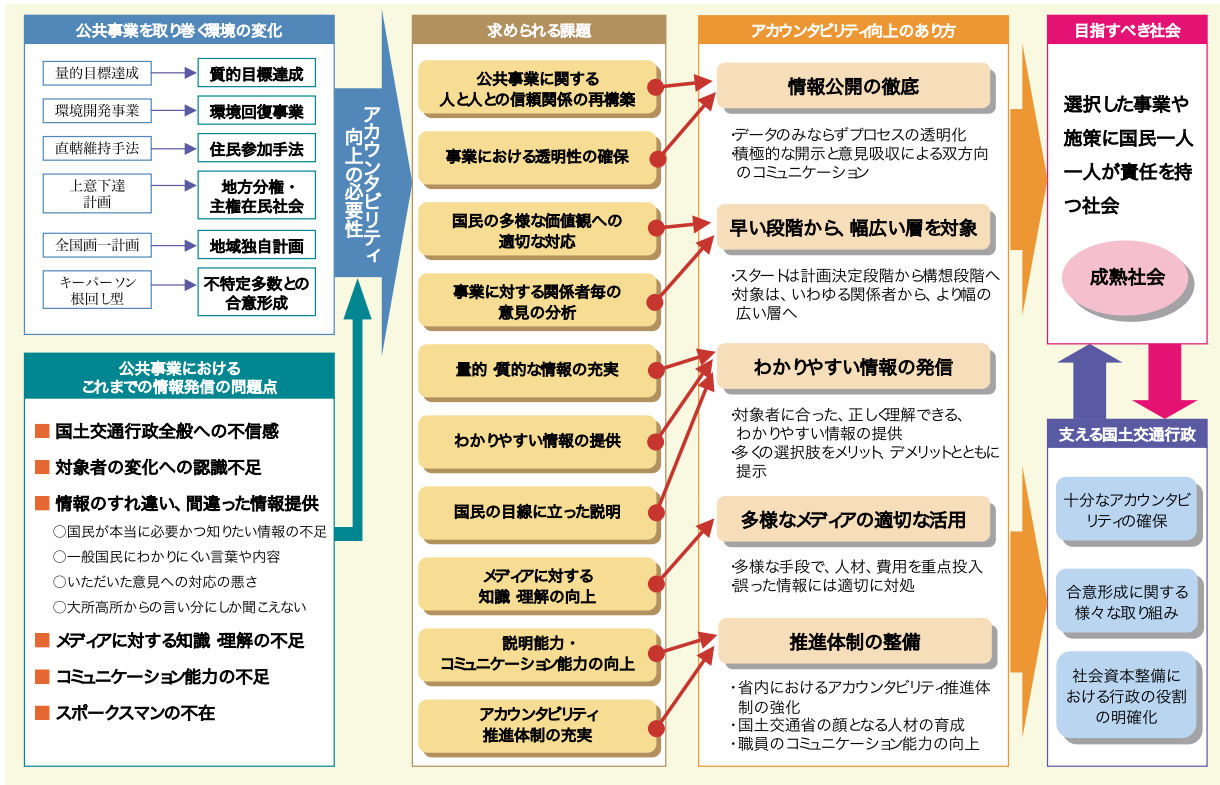 公共事業を取り巻く環境の変化
量的目標達成
質的目標達成
環境開発事業
環境回復事業
直轄維持手法
住民参加手法
上意下達
計画
地方分権・
主権在民社会
全国画一計画
地域独自計画
キーパーソン
根回し型
不特定多数との
合意形成
アカウンタビリティ
向上の必要性
公共事業における
これまでの情報発信の問題点
国土交通行政全般への不信感
対象者の変化への認識不足
情報のすれ違い、間違った情報提供
○国民が本当に必要かつ知りたい情報の不足
○一般国民にわかりにくい言葉や内容
○いただいた意見への対応の悪さ
○大所高所からの言い分にしか聞こえない
メディアに対する知識・理解の不足
コミュニケーション能力の不足
スポークスマンの不在
求められる課題
公共事業に関する
人と人との信頼関係の再構築
事業における透明性の確保
国民の多様な価値観への
適切な対応
事業に対する関係者毎の
意見の分析
量的・質的な情報の充実
わかりやすい情報の提供
国民の目線に立った説明
メディアに対する
知識・理解の向上
説明能力・
コミュニケーション能力の向上
アカウンタビリティ
推進体制の充実
アカウンタビリティ向上のあり方
情報公開の徹底
・データのみならずプロセスの透明化
・積極的な開示と意見吸収による双方向
のコミュニケーション
早い段階から、幅広い層を対象
・スタートは計画決定段階から構想段階へ
・対象は、いわゆる関係者から、より幅の
広い層へ
わかりやすい情報の発信
・対象者に合った、正しく理解できる、
わかりやすい情報の提供
・多くの選択肢をメリット、デメリットとともに
提示
多様なメディアの適切な活用
・多様な手段で、人材、費用を重点投入
・誤った情報には適切に対処
推進体制の整備
・省内におけるアカウンタビリティ推進体
制の強化
・国土交通省の顔となる人材の育成
・職員のコミュニケーション能力の向上
目指すべき社会
選択した事業や
施策に国民一人
一人が責任を持
つ社会
成熟社会
支える国土交通行政
十分なアカウンタビ
リティの確保
合意形成に関する
様々な取り組み
社会資本整備に
おける行政の役割
の明確化